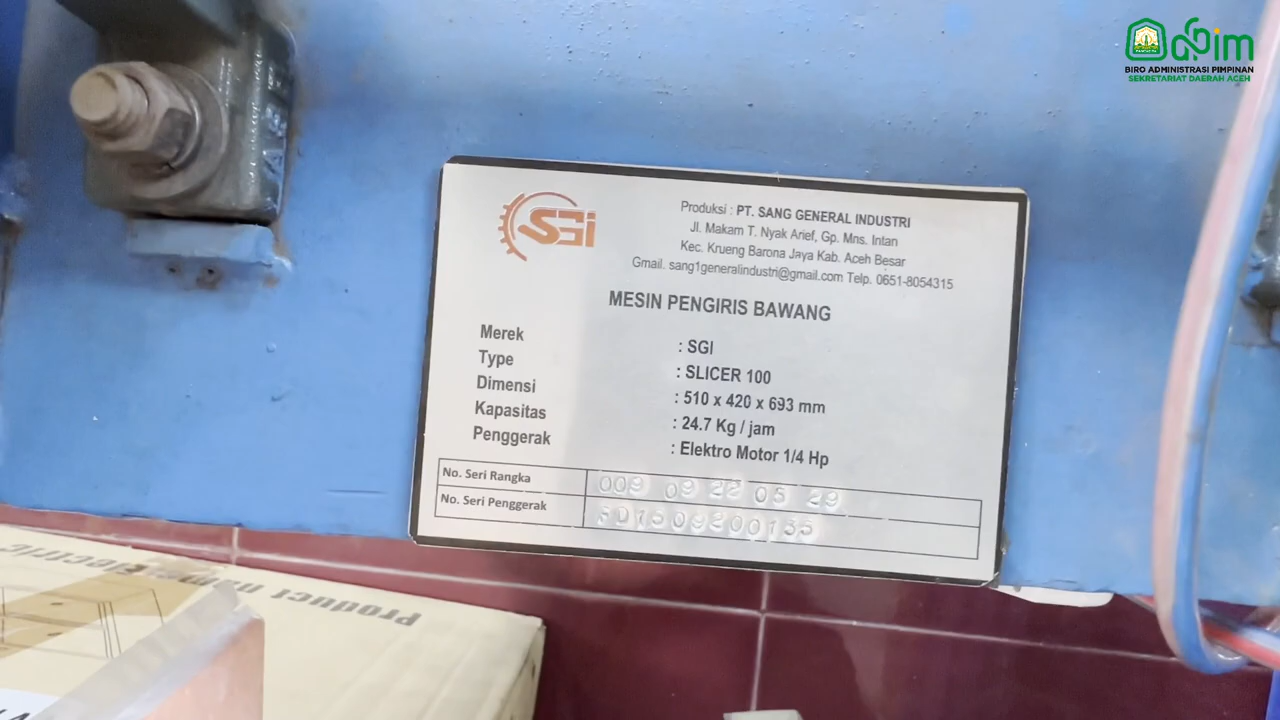 BIRO ADMINISTRASI PIMPINAN
SEKRETARIAT DAERAH ACEH
SGi
Produksi : PT. SANG GENERAL INDUSTRI
Jl. Makam T. Nyak Arief, Gp. Mns. Intan
Kec. Krueng Barona Jaya Kab. Aceh Besar
Gmail. sang1generalindustri@gmail.com Telp. 0651-8054315
MESIN PENGIRIS BAWANG
Merek : SGI
Type : SLICER 100
Dimensi : 510 x 420 x 693 mm
Kapasitas : 24.7 Kg / jam
Penggerak : Elektro Motor 1/4 Hp
No. Seri Rangka 009 09 22 05 29
No. Seri Penggerak
Product name: Electric